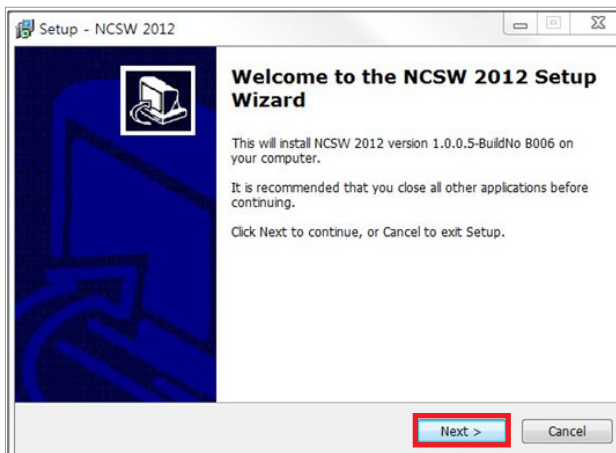 Setup - NCSW 2012
Welcome to the NCSW 2012 Setup
Wizard
This will install NCSW 2012 version 1.0.0.5-BuildNo B006 on
your computer.
It is recommended that you close all other applications before
continuing.
Click Next to continue, or Cancel to exit Setup.
Next >
Cancel